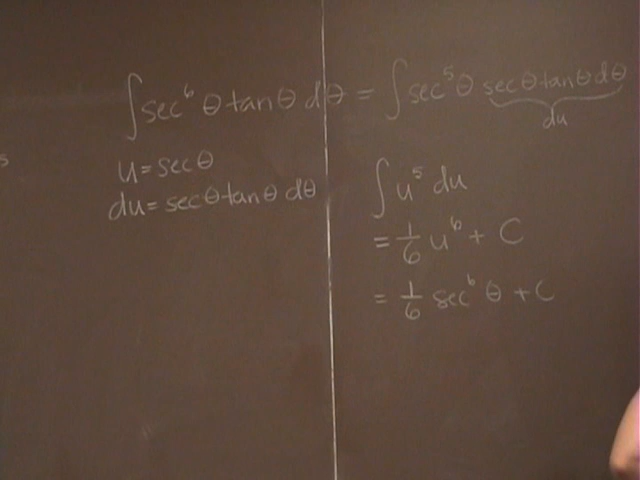 ∫sec⁶θ tanθ dθ = ∫sec⁵θ secθ tanθ dθ
du
u = secθ
du = secθ tanθ dθ
∫u⁵ du
= 1/6 u⁶ + C
= 1/6 sec⁶θ + C